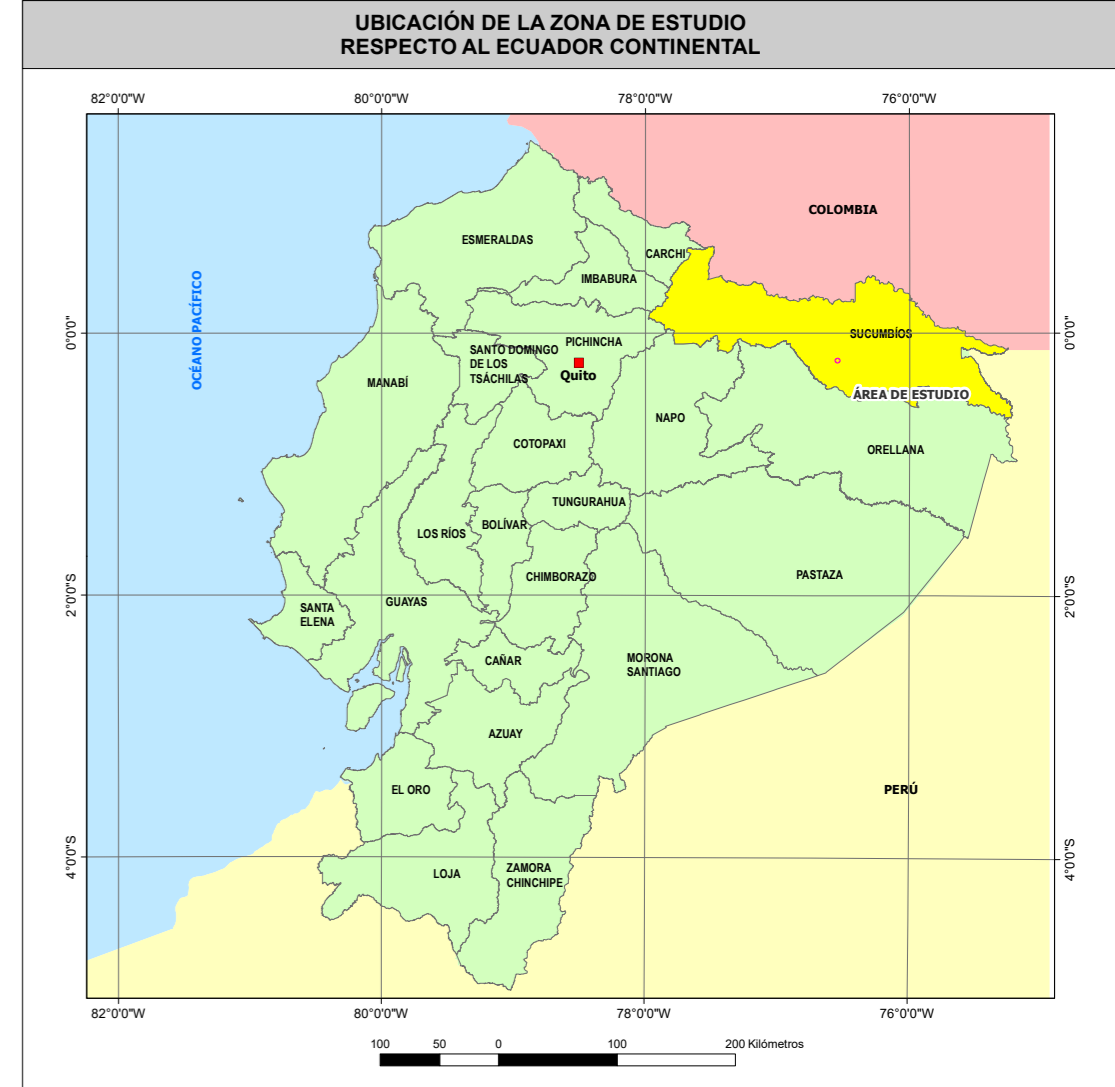 UBICACIÓN DE LA ZONA DE ESTUDIO
RESPECTO AL ECUADOR CONTINENTAL
82°0'0"W
80°0'0"W
78°0'0"W
76°0'0"W
COLOMBIA
ESMERALDAS
CARCHI
IMBABURA
OCÉANO PACÍFICO
0°0'0"
SUCUMBÍOS
0°0'0"
PICHINCHA
SANTO DOMINGO
DE LOS
TSÁCHILAS
Quito
MANABÍ
ÁREA DE ESTUDIO
NAPO
COTOPAXI
ORELLANA
TUNGURAHUA
BOLÍVAR
LOS RÍOS
CHIMBORAZO
PASTAZA
2°0'0"S
2°0'0"S
GUAYAS
SANTA
ELENA
CAÑAR
MORONA
SANTIAGO
AZUAY
EL ORO
PERÚ
4°0'0"S
4°0'0"S
LOJA
ZAMORA
CHINCHIPE
82°0'0"W
80°0'0"W
78°0'0"W
76°0'0"W
100
50
0
100
200 Kilómetros